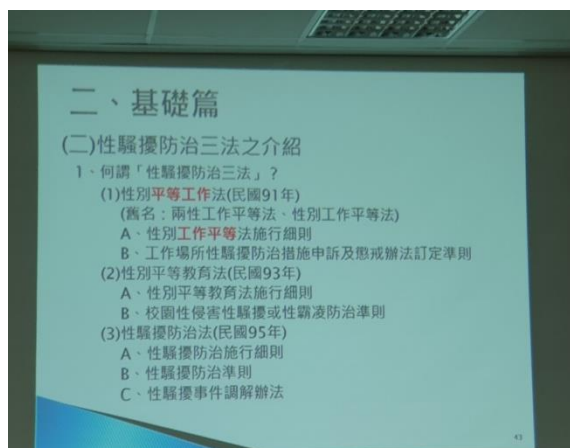 二、基礎篇
(二)性騷擾防治三法之介紹
1、何謂「性騷擾防治三法」？
(1)性別平等工作法(民國91年)
(舊名：兩性工作平等法、性別工作平等法)
A、性別工作平等法施行細則
B、工作場所性騷擾防治措施申訴及懲戒辦法訂定準則
(2)性別平等教育法(民國93年)
A、性別平等教育法施行細則
B、校園性侵害性騷擾或性霸凌防治準則
(3)性騷擾防治法(民國95年)
A、性騷擾防治施行細則
B、性騷擾防治準則
C、性騷擾事件調解辦法
43